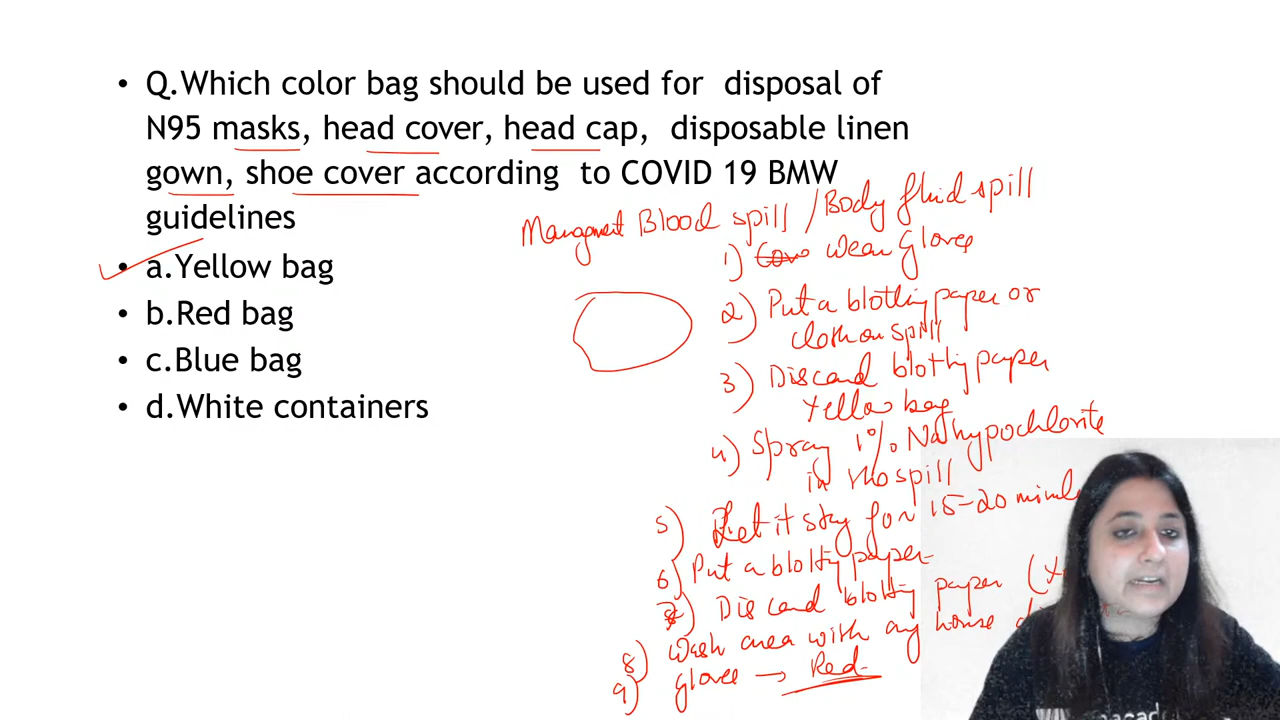 • Q.Which color bag should be used for disposal of
N95 masks, head cover, head cap, disposable linen
gown, shoe cover according to COVID 19 BMW
guidelines
• a.Yellow bag
• b.Red bag
• c.Blue bag
• d.White containers
Blood spill / Body fluid spill
1) Wear Gloves
2) Put a blotting paper or
cloth on spill
3) Discard blotting paper
Yellow bag
4) Spray 1% Na hypochlorite
in the spill
5) Let it stay for 15-20
6) Put a blotting paper
Discard blotting paper
8) Wash area with any house
9) Glove → Red